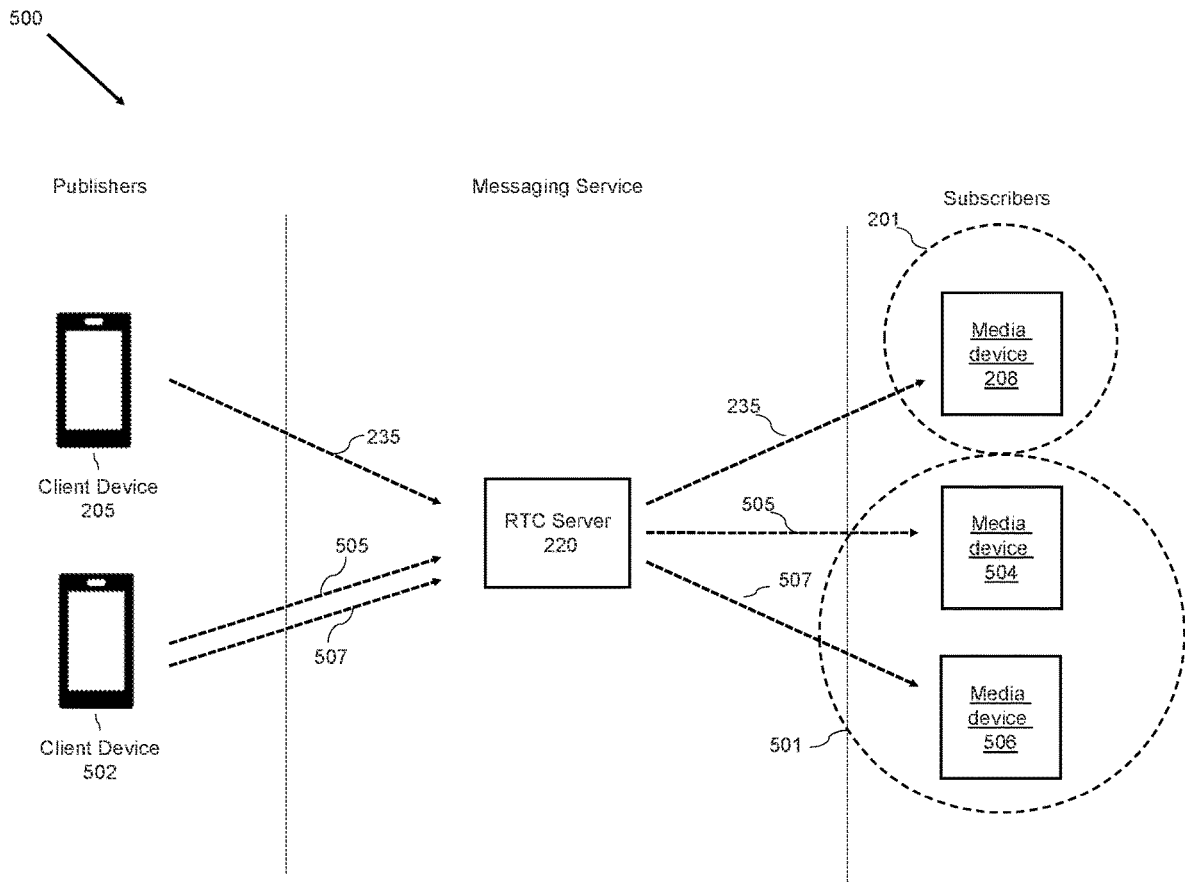 500
Publishers
Messaging Service
Subscribers
201
Media
device
208
235
235
Client Device
205
RTC Server
220
505
Media
device
504
505
507
507
Media
device
506
501
Client Device
502